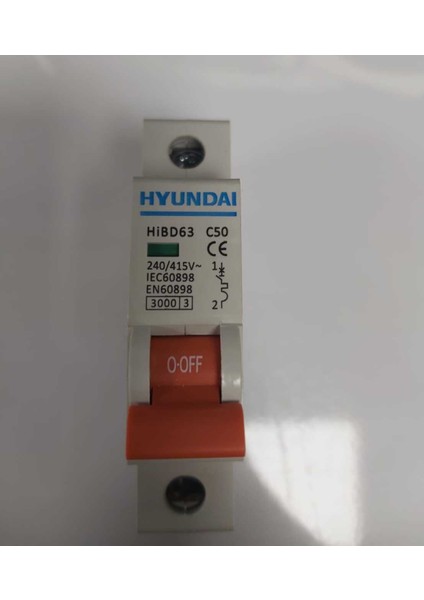 HYUNDAI
HiBD63 C50
CE
240/415V~
IEC60898
EN60898
3000 3
1
2
O-OFF